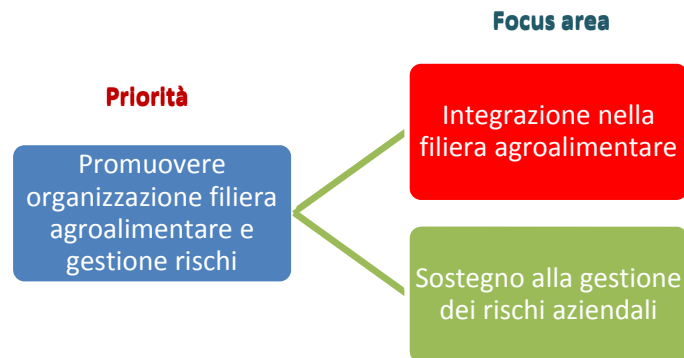 Focus area
Priorità
Integrazione nella
filiera agroalimentare
Promuovere
organizzazione filiera
agroalimentare e
gestione rischi
Sostegno alla gestione
dei rischi aziendali